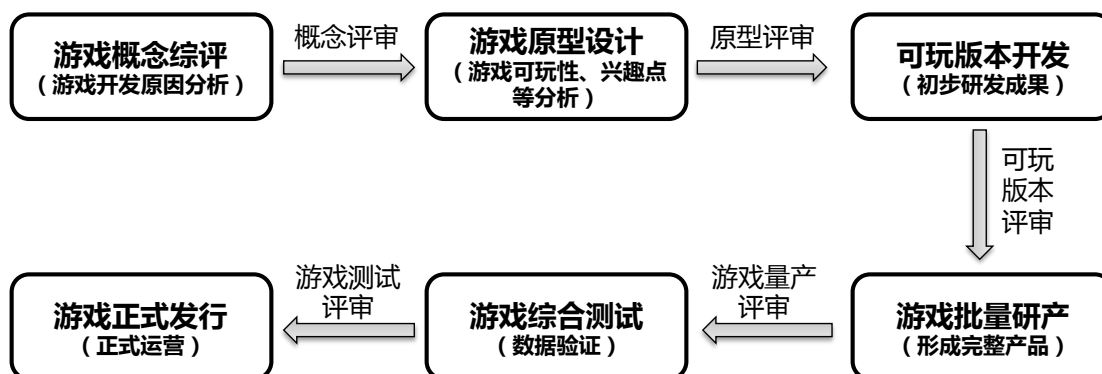 游戏概念综评
（游戏开发原因分析）
概念评审
游戏原型设计
（游戏可玩性、兴趣点
等分析）
原型评审
可玩版本开发
（初步研发成果）
可玩
版本
评审
游戏批量研产
（形成完整产品）
游戏量产
评审
游戏综合测试
（数据验证）
游戏测试
评审
游戏正式发行
（正式运营）